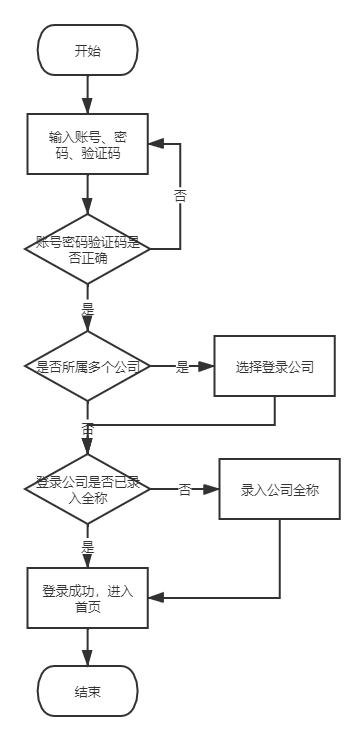 开始
输入账号、密
码、验证码
否
账号密码验证码是
否正确
是
是否所属多个公司
是
选择登录公司
否
登录公司是否已录
入全称
否
录入公司全称
是
登录成功，进入
首页
结束